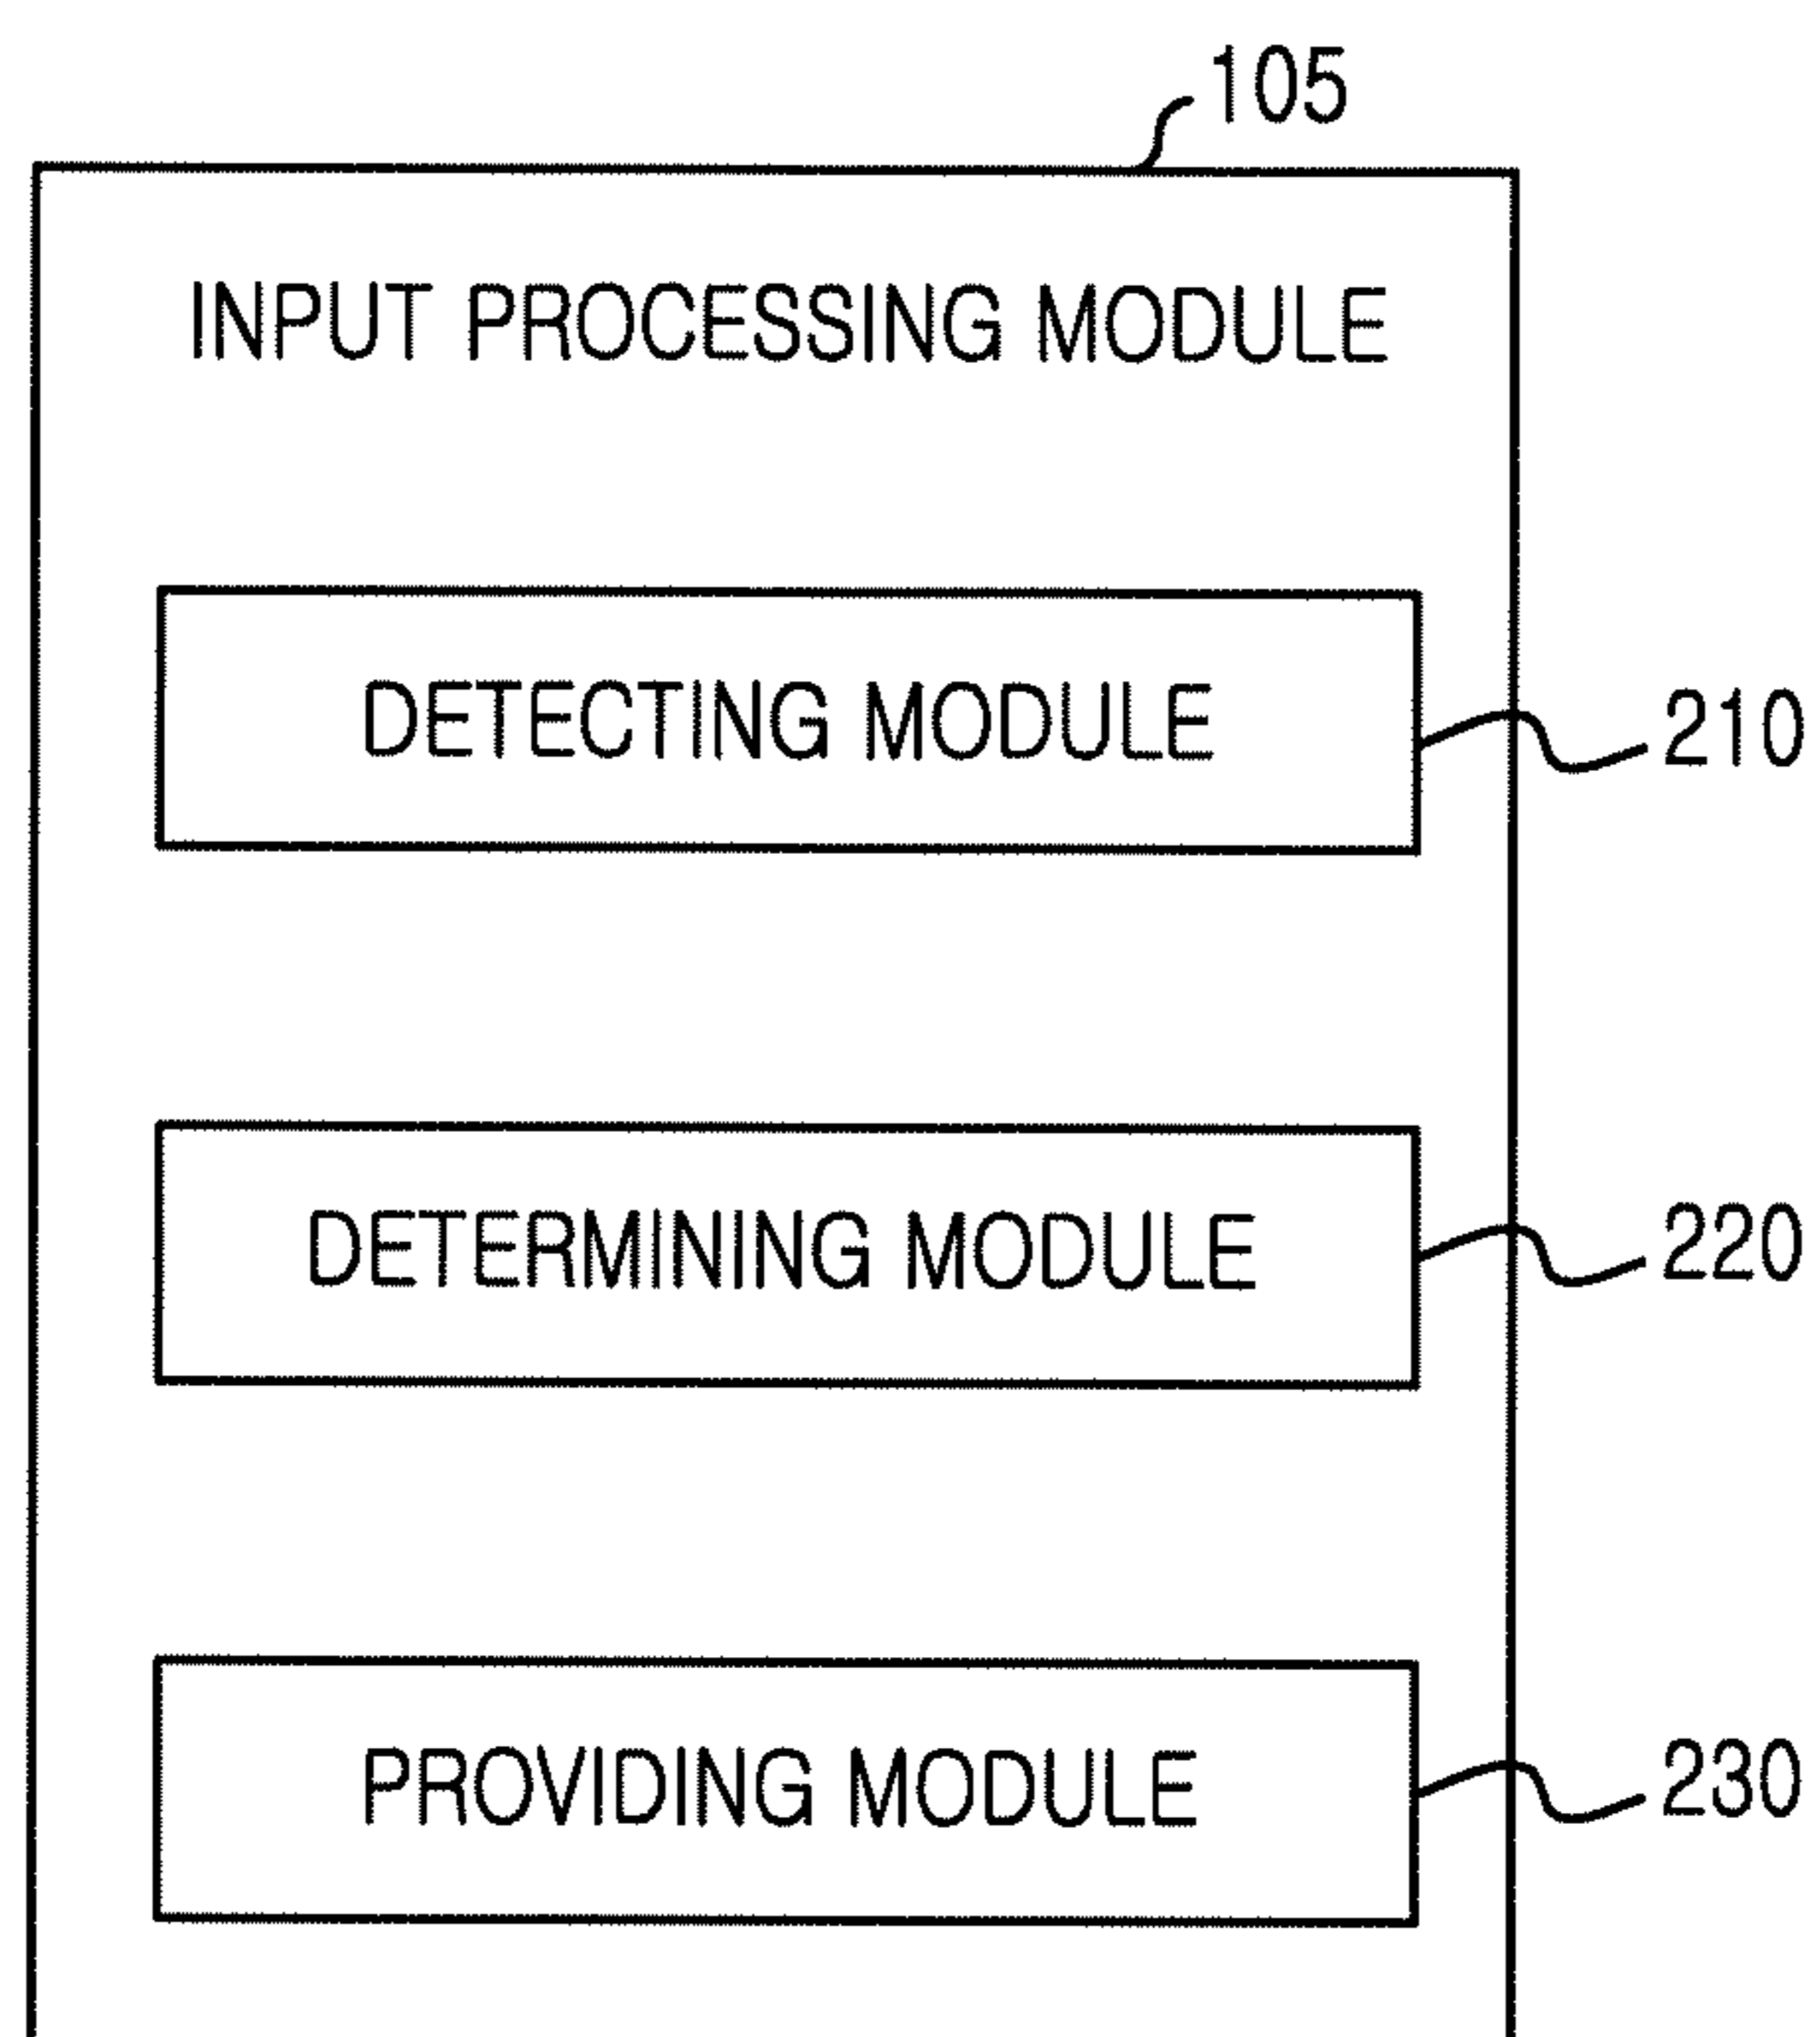 105
INPUT PROCESSING MODULE
DETECTING MODULE
210
DETERMINING MODULE
220
PROVIDING MODULE
230